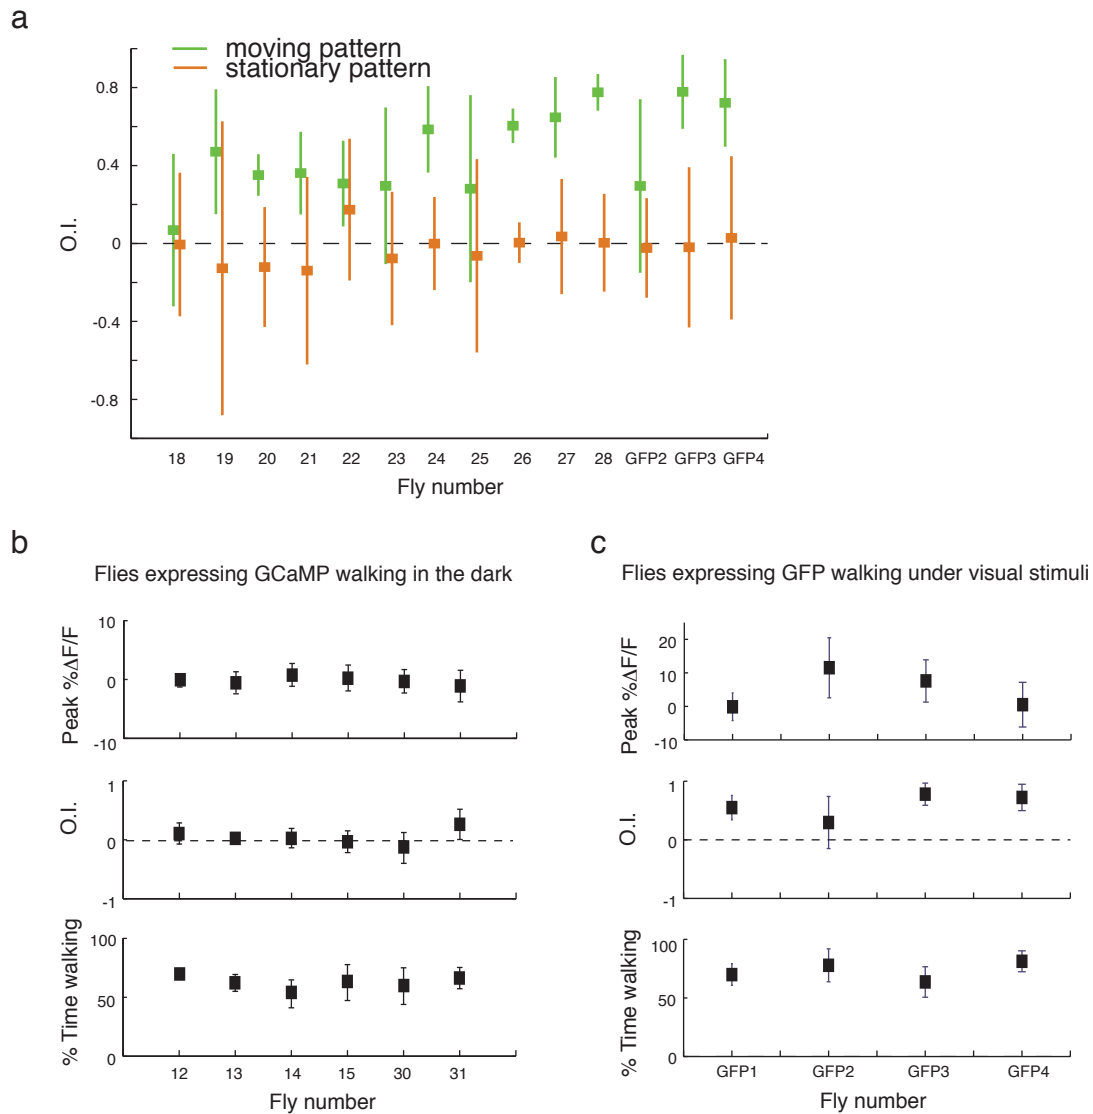 a
moving pattern
stationary pattern
0.8
0.4
0
-0.4
-0.8
O.I.
18 19 20 21 22 23 24 25 26 27 28 GFP2 GFP3 GFP4
Fly number
b
Flies expressing GCaMP walking in the dark
Peak %ΔF/F
10
0
-10
O.I.
1
0
-1
% Time walking
100
50
0
12 13 14 15 30 31
Fly number
c
Flies expressing GFP walking under visual stimuli
Peak %ΔF/F
20
10
0
-10
O.I.
1
0
-1
% Time walking
100
50
0
GFP1 GFP2 GFP3 GFP4
Fly number